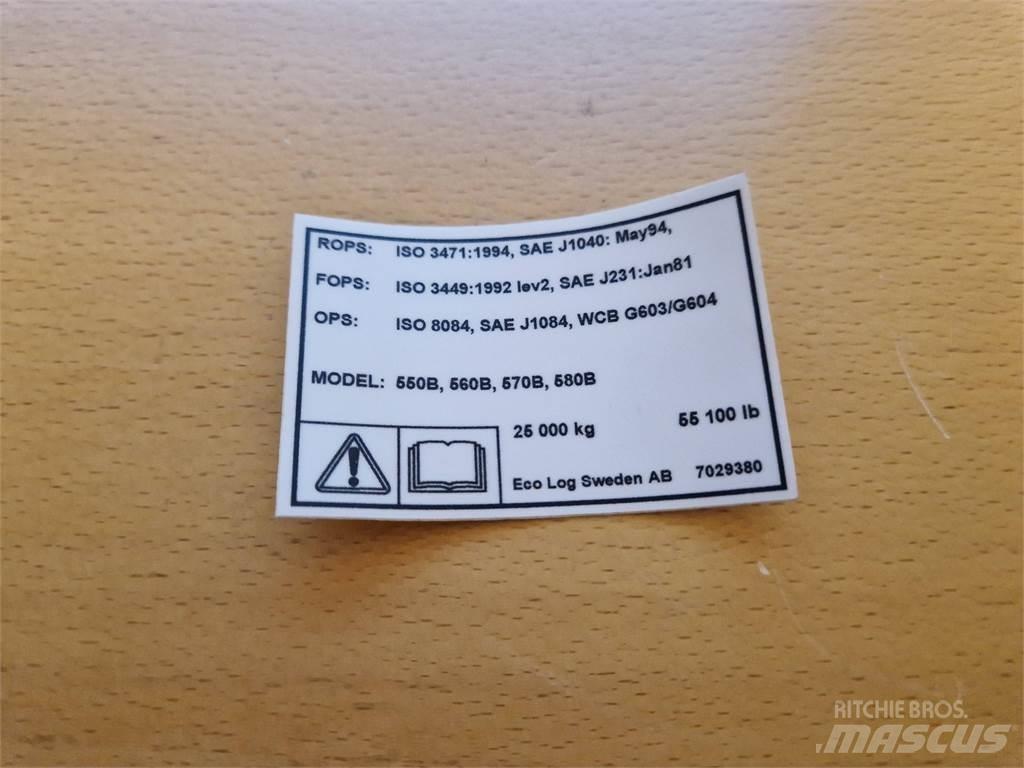 ROPS: ISO 3471:1994, SAE J1040: May94,
FOPS: ISO 3449:1992 lev2, SAE J231:Jan81
OPS: ISO 8084, SAE J1084, WCB G603/G604
MODEL: 550B, 560B, 570B, 580B
25 000 kg 55 100 lb
Eco Log Sweden AB 7029380
RITCHIE BROS.
MASCUS